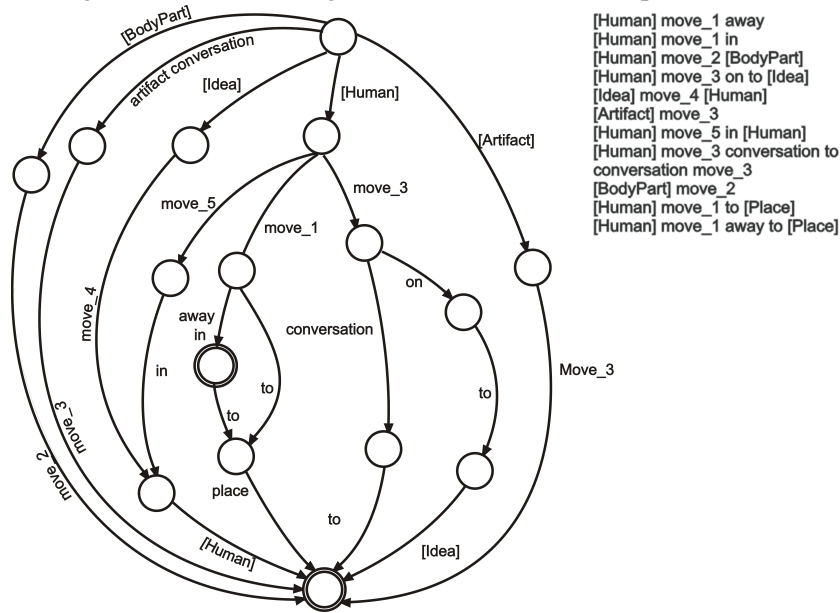 [BodyPart]
artifact conversation
[Idea]
[Human]
[Artifact]
move_5
move_3
move_1
on
move_4
away
in
conversation
in
to
to
to
Move_3
move_3
move_2
place
to
[Human]
[Idea]
[Human] move_1 away
[Human] move_1 in
[Human] move_2 [BodyPart]
[Human] move_3 on to [Idea]
[Idea] move_4 [Human]
[Artifact] move_3
[Human] move_5 in [Human]
[Human] move_3 conversation to
conversation move_3
[BodyPart] move_2
[Human] move_1 to [Place]
[Human] move_1 away to [Place]